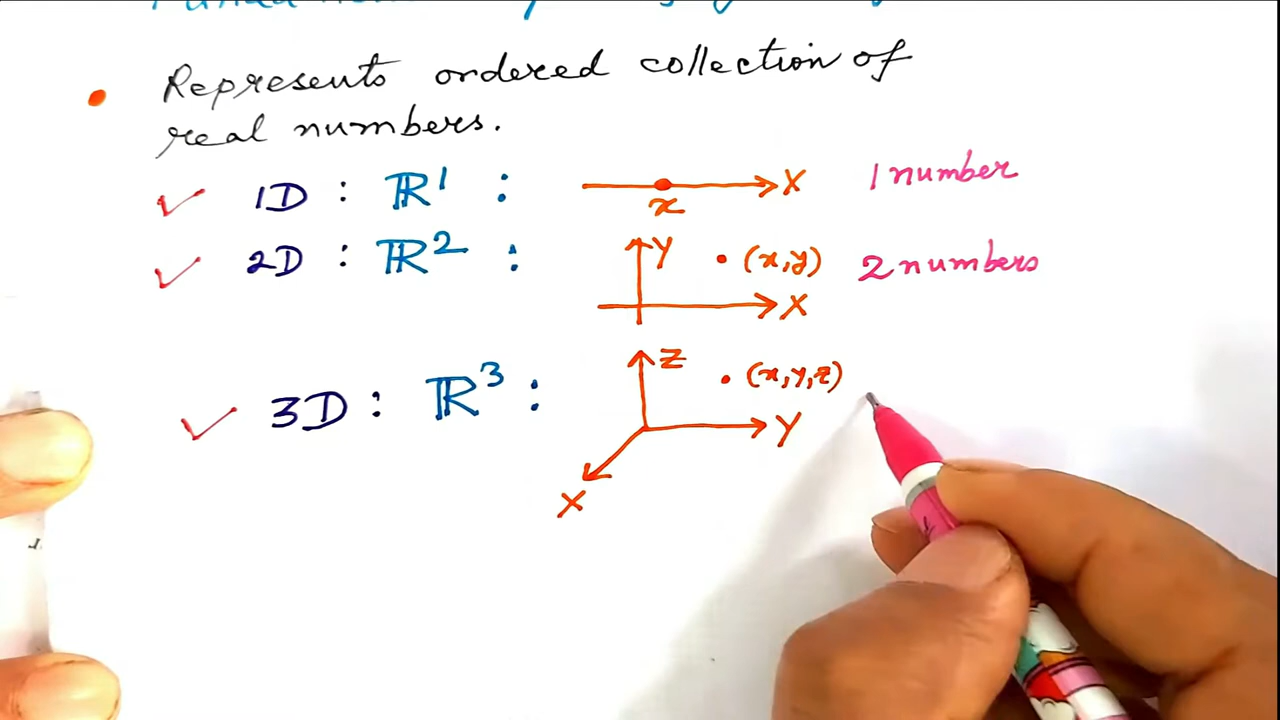 Represents ordered collection of
real numbers.
1D : ℝ¹ : x X 1 number
2D : ℝ² : Y (x,y) X 2 numbers
3D : ℝ³ : Z (x,y,z) Y X